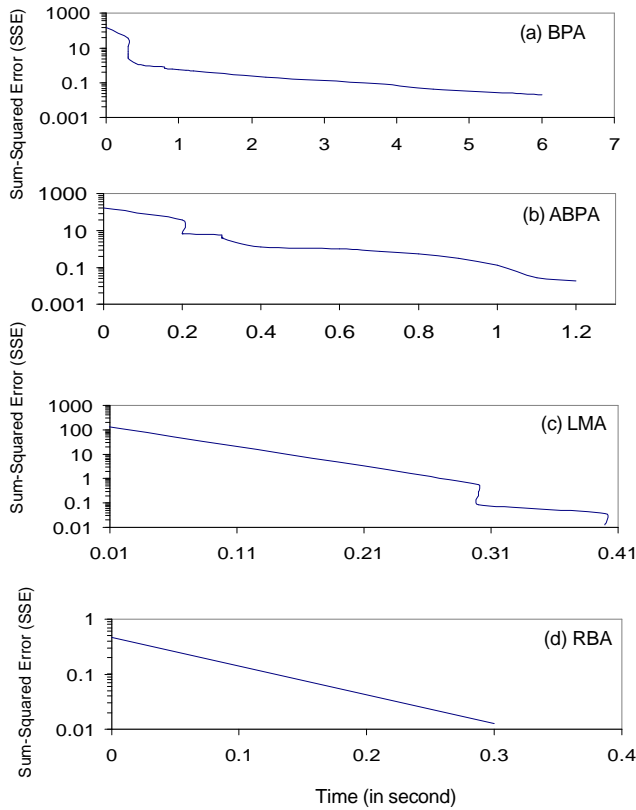 Sum-Squared Error (SSE)
1000
10
0.1
0.001
(a) BPA
0 1 2 3 4 5 6 7
1000
10
0.1
0.001
(b) ABPA
0 0.2 0.4 0.6 0.8 1 1.2
Sum-Squared Error (SSE)
1000
100
10
1
0.1
0.01
(c) LMA
0.01 0.11 0.21 0.31 0.41
Sum-Squared Error (SSE)
1
0.1
0.01
(d) RBA
0 0.1 0.2 0.3 0.4
Time (in second)